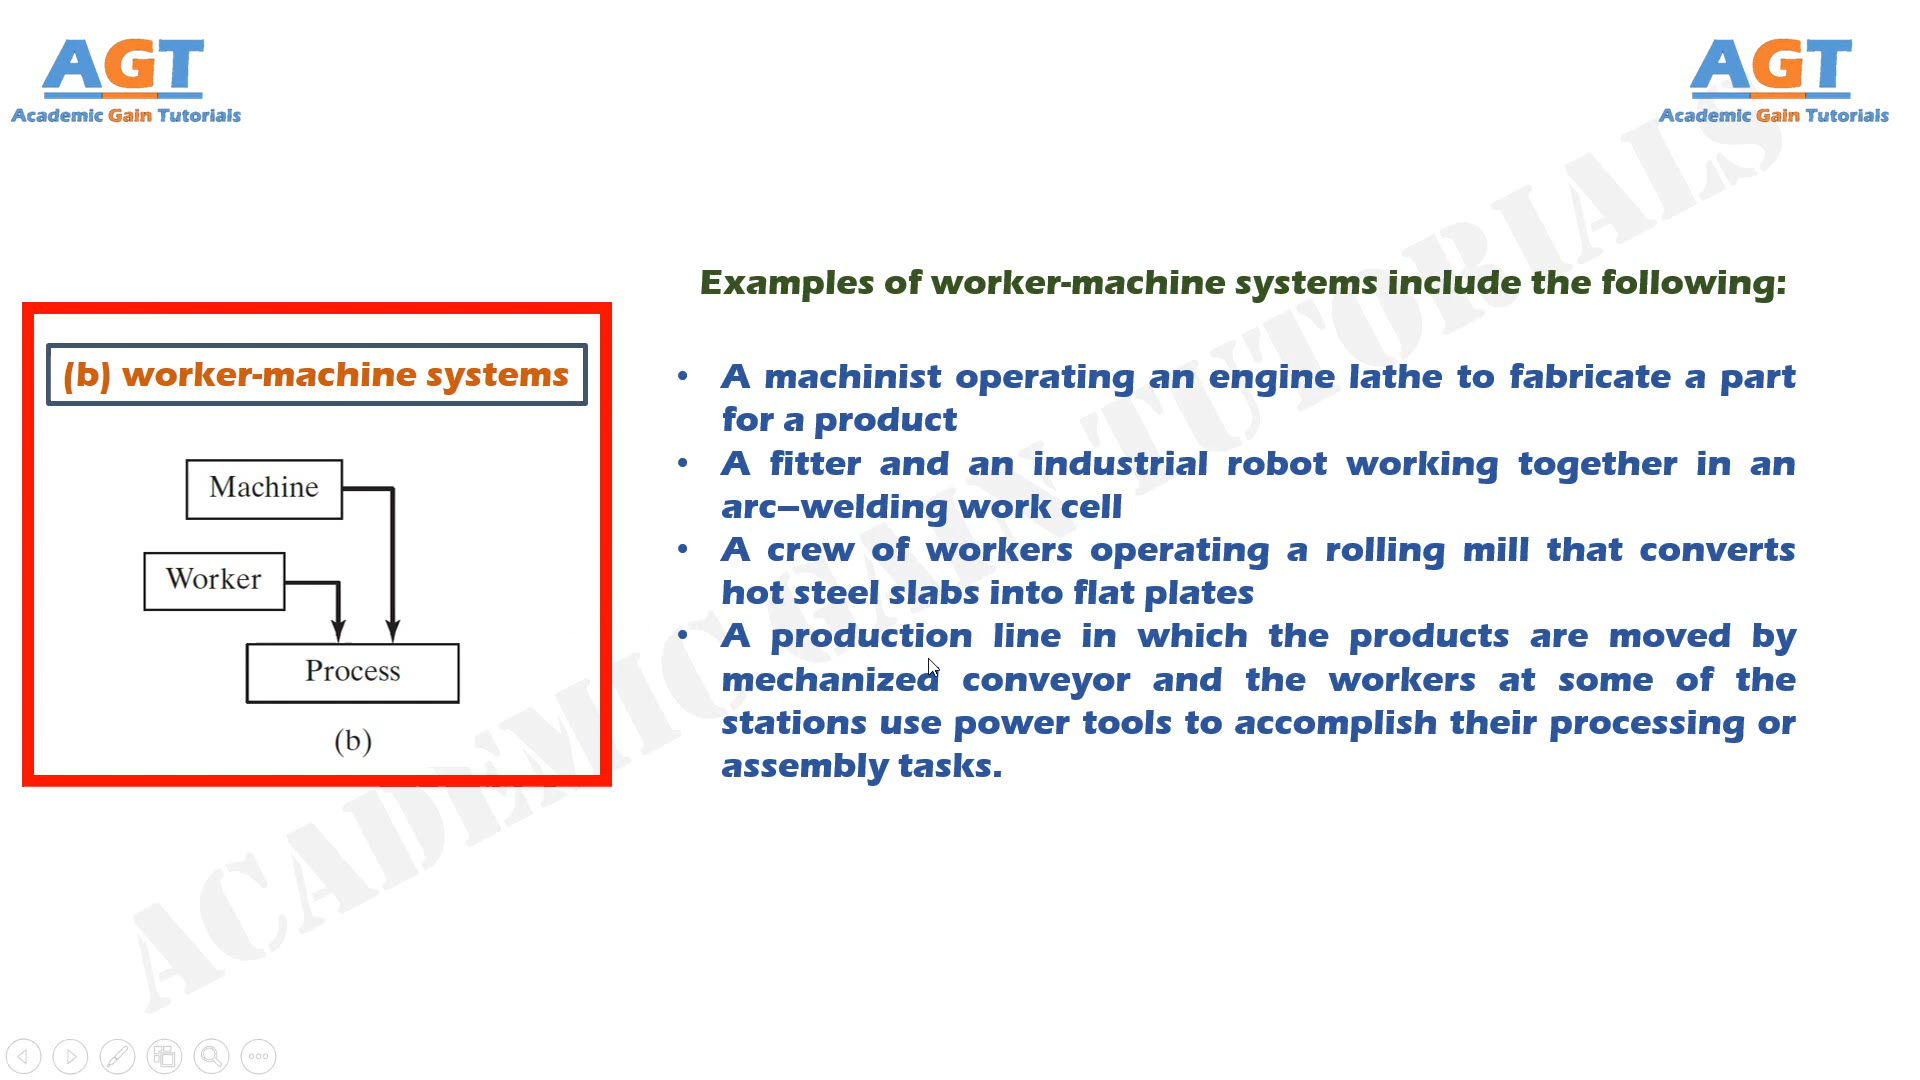 AGT
Academic Gain Tutorials
AGT
Academic Gain Tutorials
Examples of worker-machine systems include the following:
(b) worker-machine systems
Machine
Worker
Process
(b)
• A machinist operating an engine lathe to fabricate a part
for a product
• A fitter and an industrial robot working together in an
arc–welding work cell
• A crew of workers operating a rolling mill that converts
hot steel slabs into flat plates
• A production line in which the products are moved by
mechanized conveyor and the workers at some of the
stations use power tools to accomplish their processing or
assembly tasks.
ACADEMIC GAIN TUTORIALS